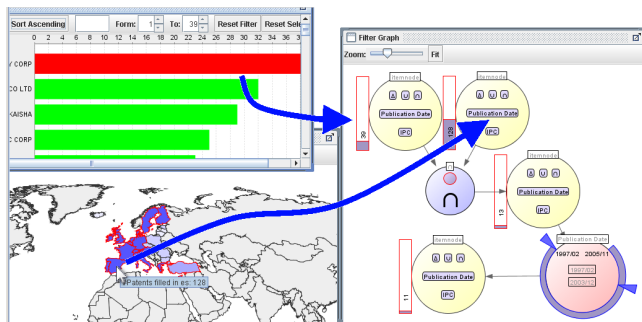 Sort Ascending
Form: 1 To: 39 Reset Filter Reset Sele
0 2 4 6 8 10 12 14 16 18 20 22 24 26 28 30 32 34 36 38
Y CORP
CO LTD
KAISHA
C CORP
Patents filled in es: 128
Filter Graph
Zoom: Fit
itemnode
Publication Date
IPC
39
itemnode
Publication Date
IPC
128
∩
∩
itemnode
Publication Date
IPC
13
Publication Date
1997/02 2005/11
1997/02
2003/12
itemnode
Publication Date
IPC
11